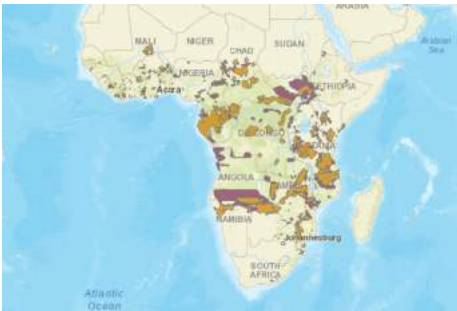 ARABIA
MALI
NIGER
SUDAN
Arabian
Sea
CHAD
NIGERIA
ETHIOPIA
Accra
DR CONGO
TANZANIA
ANGOLA
ZAMBIA
NAMIBIA
Johannesburg
SOUTH
AFRICA
Atlantic
Ocean